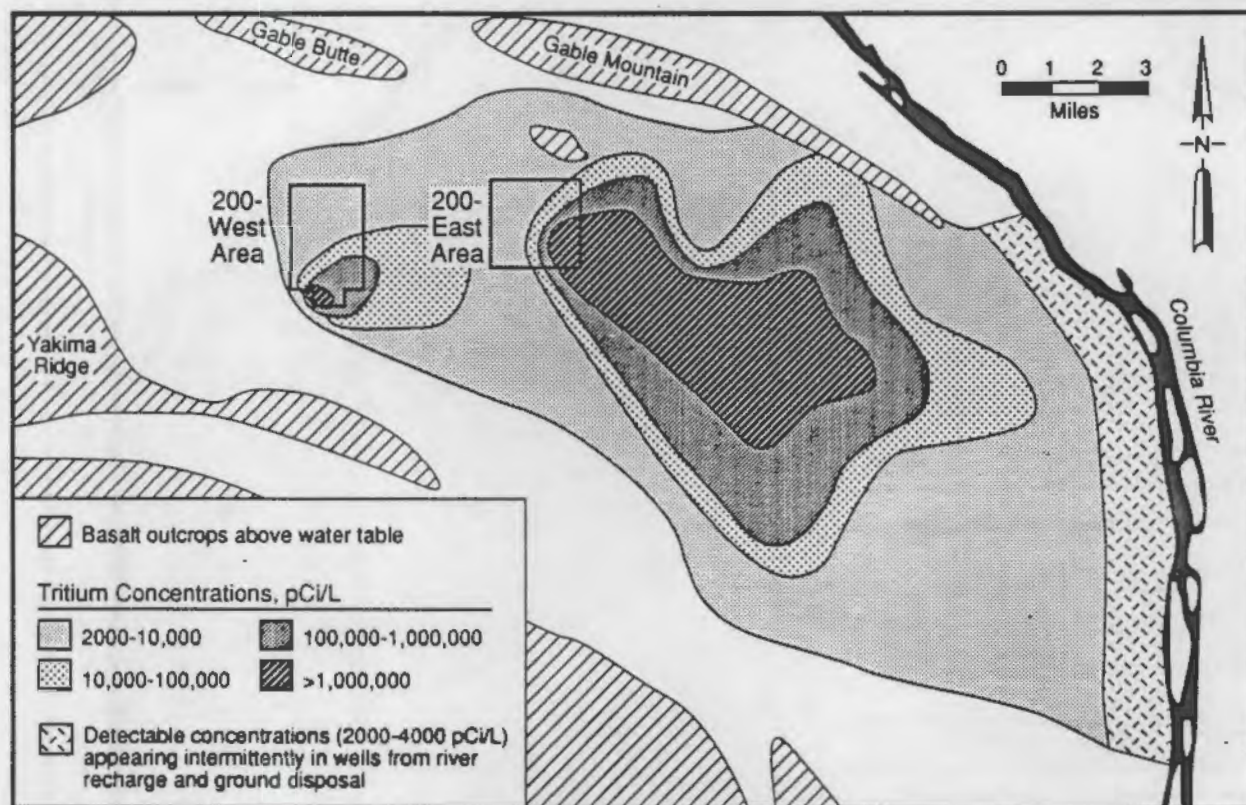 Gable Butte
Gable Mountain
0 1 2 3
Miles
N
200-
West
Area
200-
East
Area
Yakima
Ridge
Columbia River
Basalt outcrops above water table
Tritium Concentrations, pCi/L
2000-10,000
100,000-1,000,000
10,000-100,000
>1,000,000
Detectable concentrations (2000-4000 pCi/L)
appearing intermittently in wells from river
recharge and ground disposal